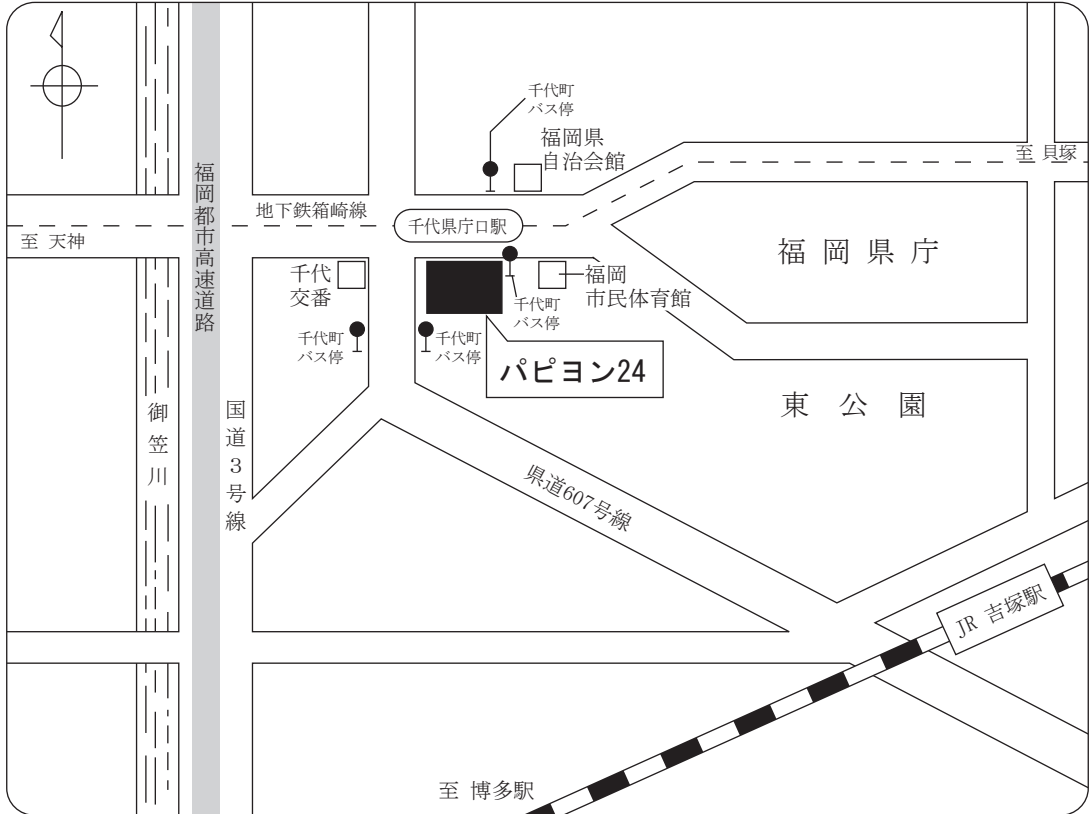 千代町
バス停
福岡県
自治会館
至 貝塚
福岡都市高速道路
地下鉄箱崎線
千代県庁口駅
至 天神
福岡県庁
千代
交番
福岡
市民体育館
千代町
バス停
千代町
バス停
千代町
バス停
パピヨン24
東公園
御笠川
国道3号線
県道607号線
JR 吉塚駅
至 博多駅